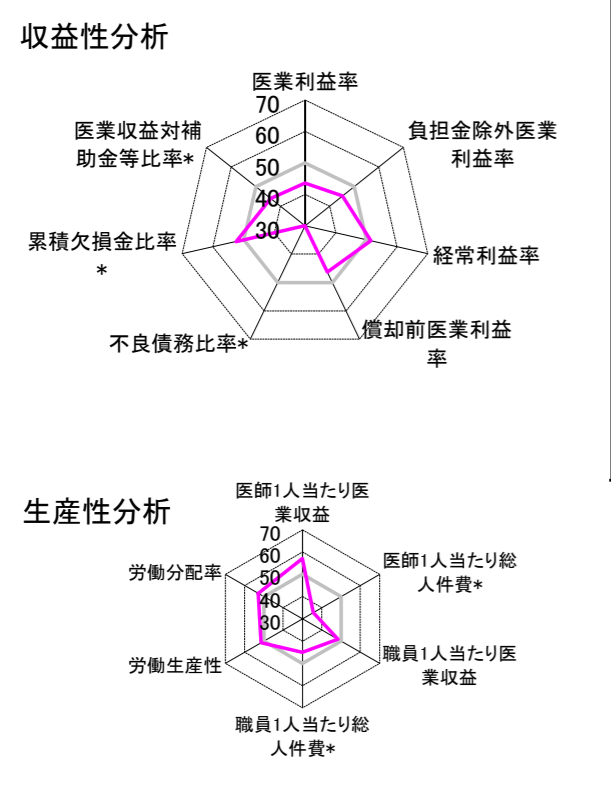 収益性分析
医業利益率
負担金除外医業
利益率
経常利益率
償却前医業利益
率
不良債務比率*
累積欠損金比率
*
医業収益対補
助金等比率*
70
60
50
40
30
生産性分析
医師1人当たり医
業収益
医師1人当たり総
人件費*
職員1人当たり医
業収益
職員1人当たり総
人件費*
労働生産性
労働分配率
70
60
50
40
30